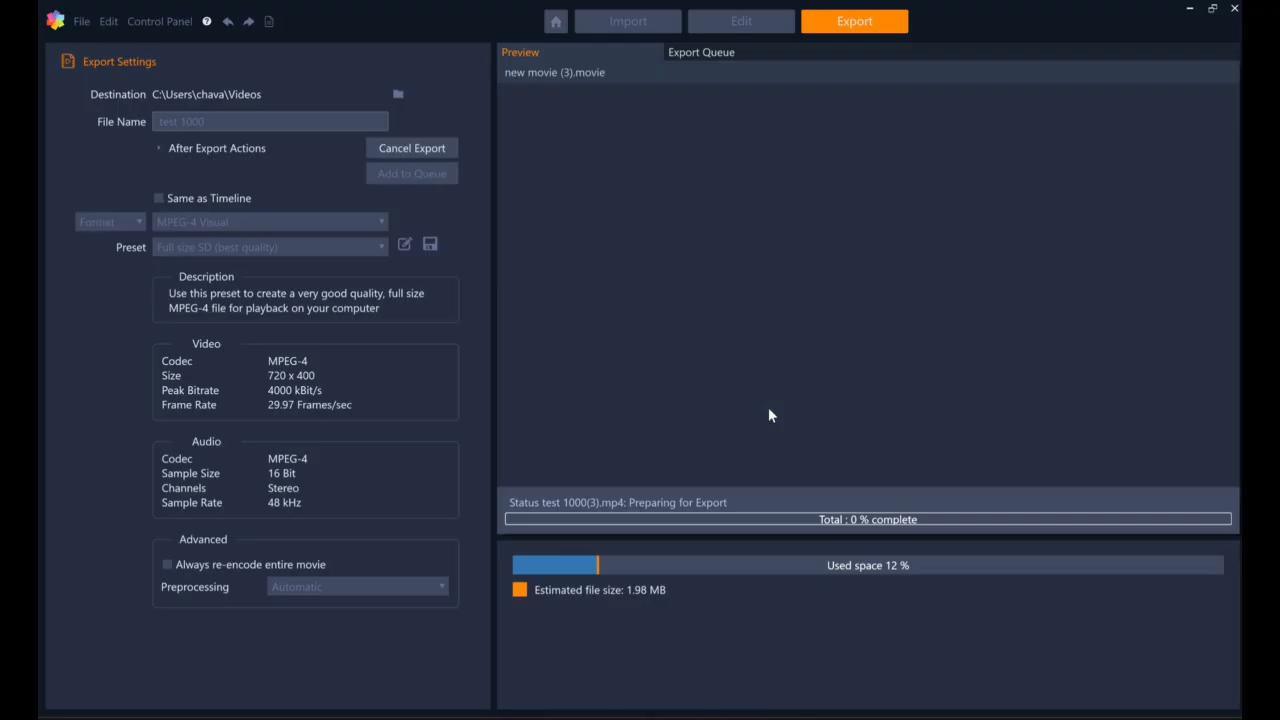 File Edit Control Panel ?
Import Edit Export
Export Settings
Destination C:\Users\chava\Videos
File Name test 1000
After Export Actions Cancel Export
Add to Queue
Same as Timeline
Format MPEG-4 Visual
Preset Full size SD (best quality)
Description
Use this preset to create a very good quality, full size
MPEG-4 file for playback on your computer
Video
Codec MPEG-4
Size 720 x 400
Peak Bitrate 4000 kBit/s
Frame Rate 29.97 Frames/sec
Audio
Codec MPEG-4
Sample Size 16 Bit
Channels Stereo
Sample Rate 48 kHz
Advanced
Always re-encode entire movie
Preprocessing Automatic
Preview Export Queue
new movie (3).movie
Status test 1000(3).mp4: Preparing for Export
Total : 0 % complete
Used space 12 %
Estimated file size: 1.98 MB